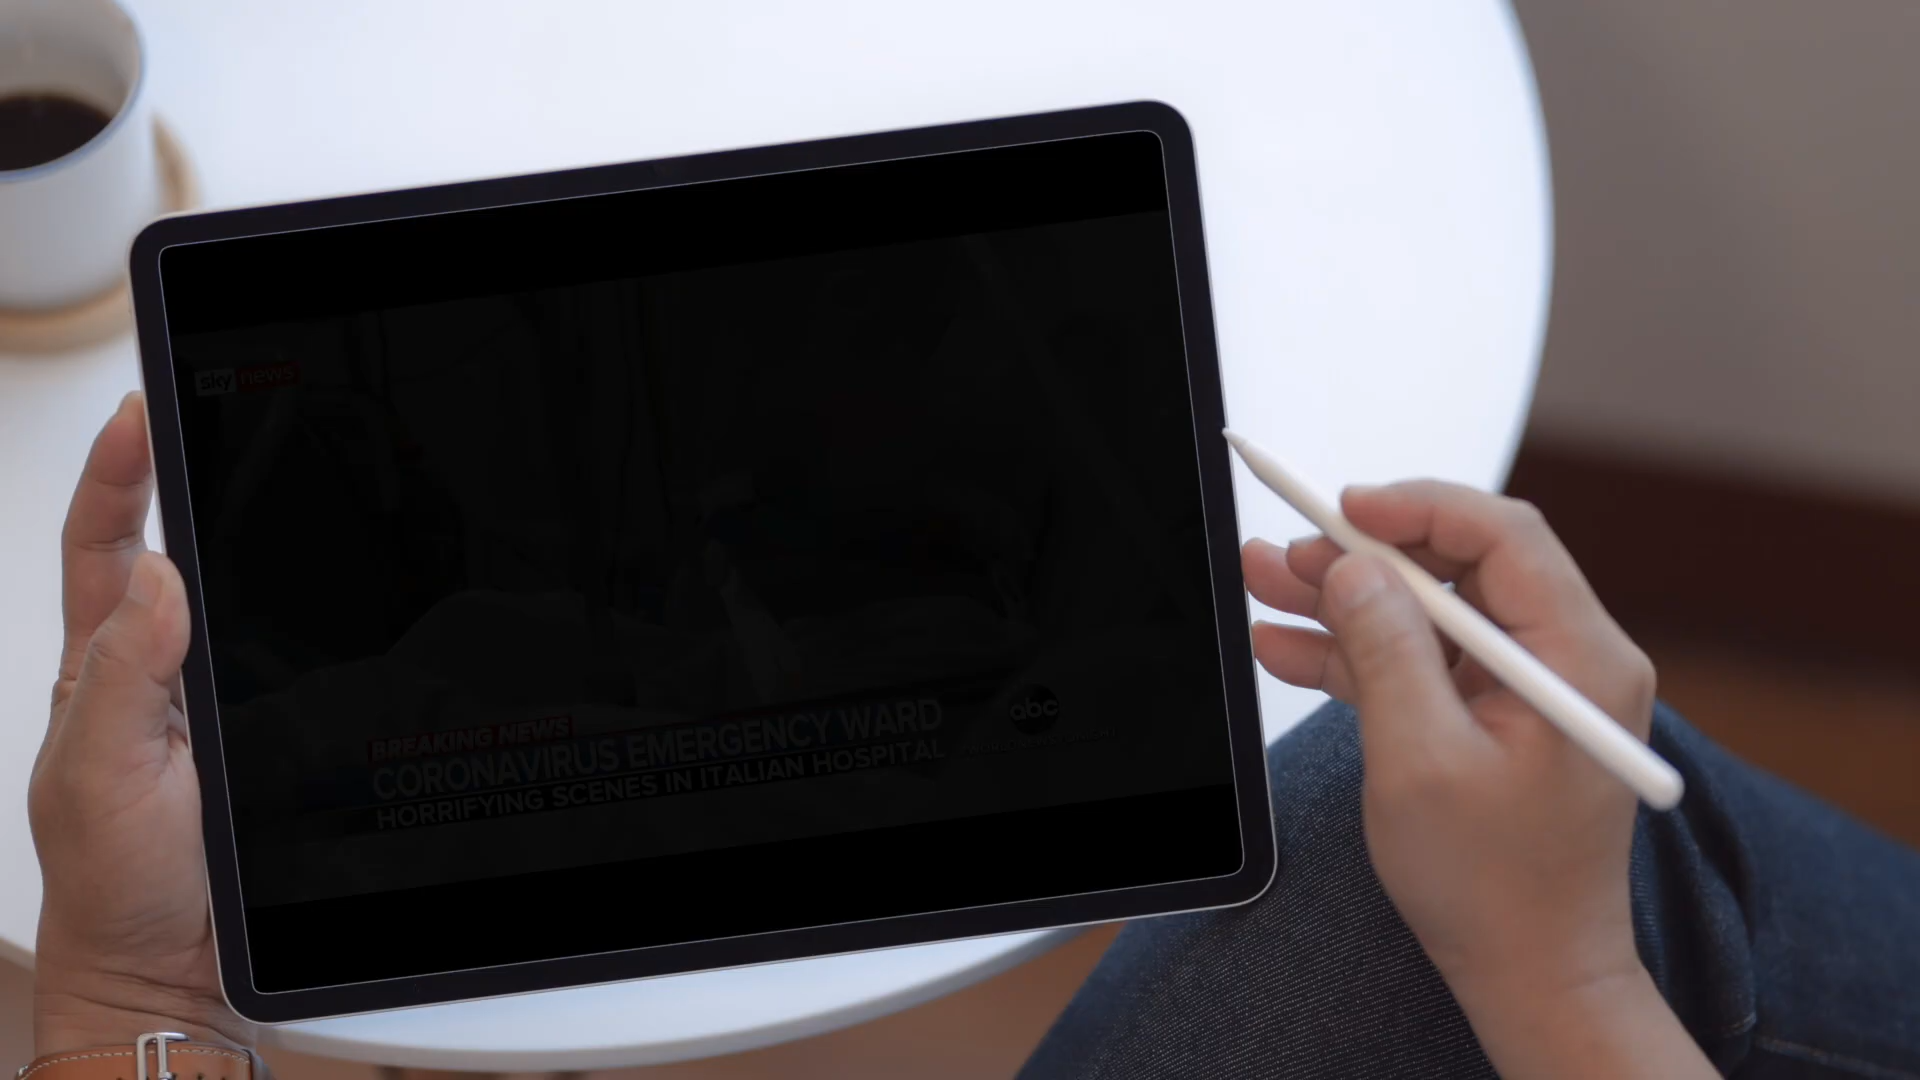 sky news
BREAKING NEWS
CORONAVIRUS EMERGENCY WARD
HORRIFYING SCENES IN ITALIAN HOSPITAL
abc